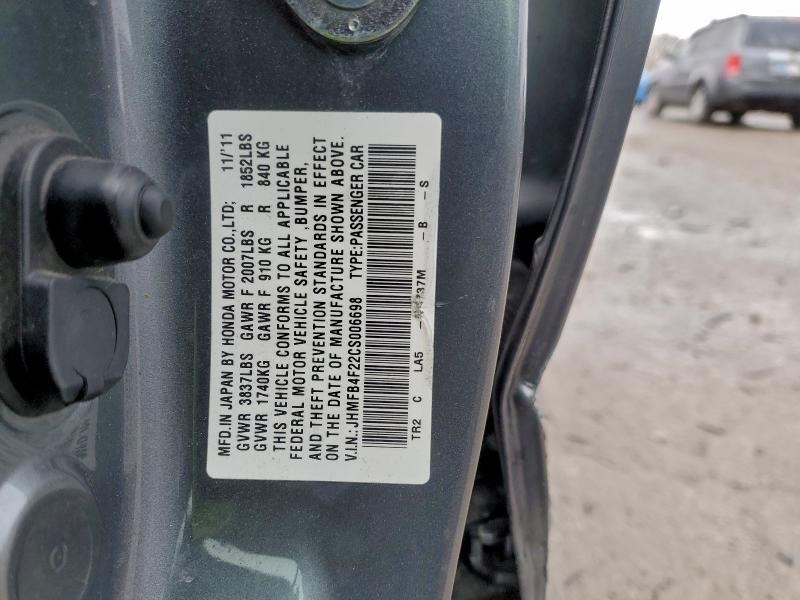 MFD.IN JAPAN BY HONDA MOTOR CO.,LTD; 11/'11
GVWR 3837LBS GAWR F 2007LBS R 1852LBS
GVWR 1740KG GAWR F 910 KG R 840 KG
THIS VEHICLE CONFORMS TO ALL APPLICABLE
FEDERAL MOTOR VEHICLE SAFETY ,BUMPER,
AND THEFT PREVENTION STANDARDS IN EFFECT
ON THE DATE OF MANUFACTURE SHOWN ABOVE.
V.I.N.:JHMFB4F22CS006698 TYPE:PASSENGER CAR
TR2 C LA5 - B - S